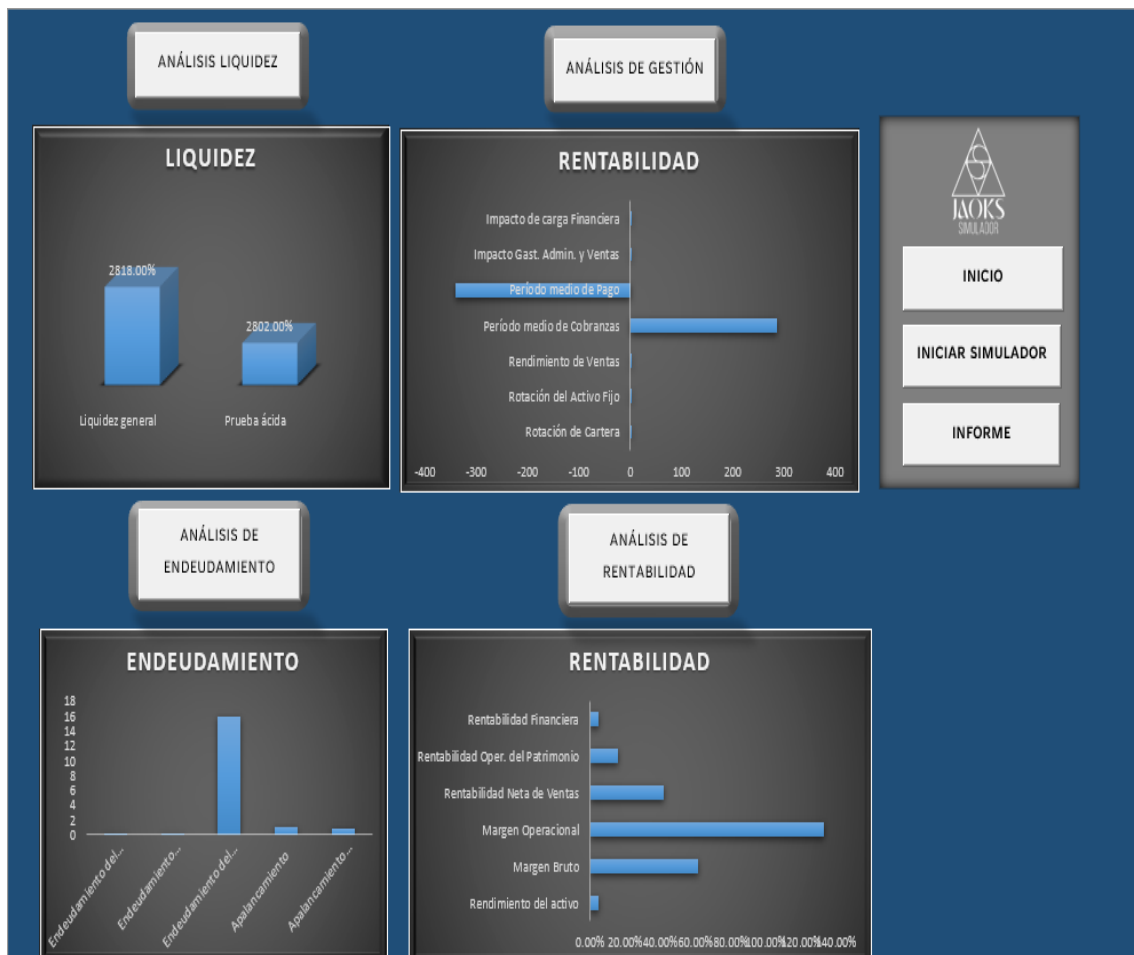 ANÁLISIS LIQUIDEZ
ANÁLISIS DE GESTIÓN
LIQUIDEZ
2818.00%
2802.00%
Liquidez general
Prueba ácida
RENTABILIDAD
Impacto de carga Financiera
Impacto Gast. Admin. y Ventas
Período medio de Pago
Período medio de Cobranzas
Rendimiento de Ventas
Rotación del Activo Fijo
Rotación de Cartera
-400 -300 -200 -100 0 100 200 300 400
JAOKS
SIMULADOR
INICIO
INICIAR SIMULADOR
INFORME
ANÁLISIS DE
ENDEUDAMIENTO
ANÁLISIS DE
RENTABILIDAD
ENDEUDAMIENTO
18
16
14
12
10
8
6
4
2
0
Endeudamiento del...
Endeudamiento...
Endeudamiento del...
Apalancamiento
Apalancamiento...
RENTABILIDAD
Rentabilidad Financiera
Rentabilidad Oper. del Patrimonio
Rentabilidad Neta de Ventas
Margen Operacional
Margen Bruto
Rendimiento del activo
0.00% 20.00% 40.00% 60.00% 80.00% 100.00% 120.00% 140.00%